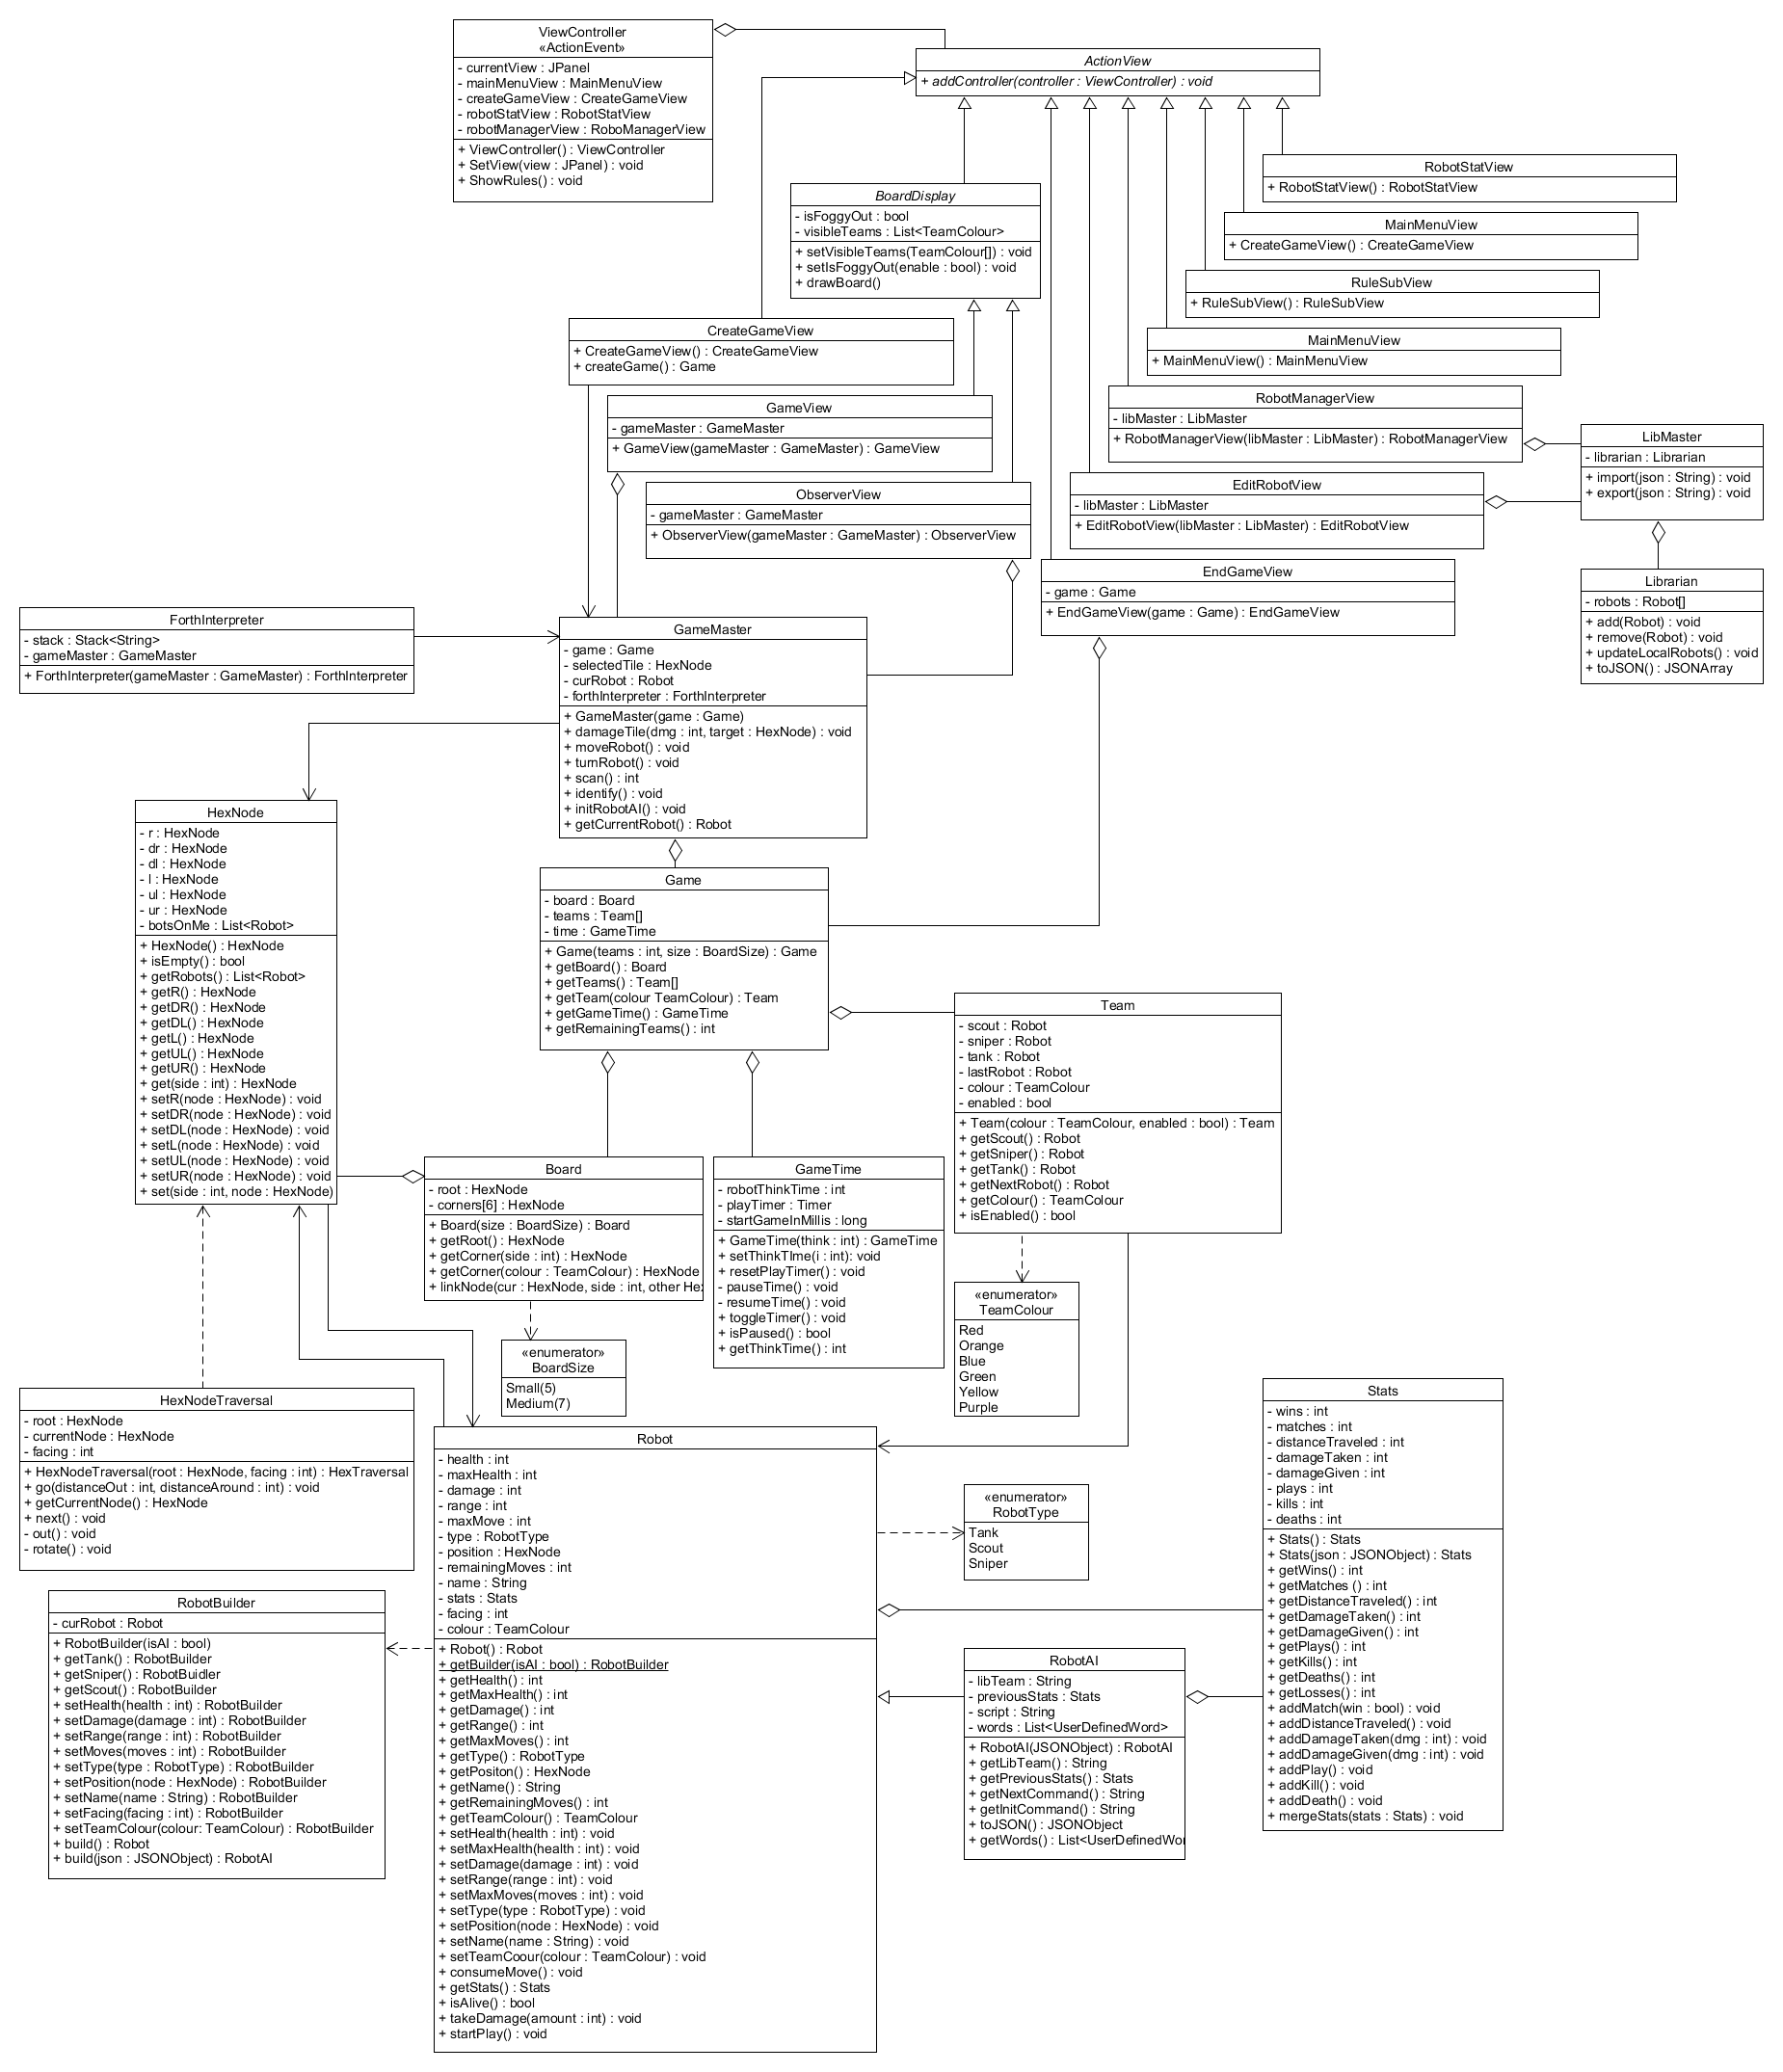 ViewController
«ActionEvent»
- currentView : JPanel
- mainMenuView : MainMenuView
- createGameView : CreateGameView
- robotStatView : RobotStatView
- robotManagerView : RoboManagerView
+ ViewController() : ViewController
+ SetView(view : JPanel) : void
+ ShowRules() : void
ActionView
+ addController(controller : ViewController) : void
RobotStatView
+ RobotStatView() : RobotStatView
BoardDisplay
- isFoggyOut : bool
- visibleTeams : List<TeamColour>
+ setVisibleTeams(TeamColour[]) : void
+ setIsFoggyOut(enable : bool) : void
+ drawBoard()
MainMenuView
+ CreateGameView() : CreateGameView
RuleSubView
+ RuleSubView() : RuleSubView
CreateGameView
+ CreateGameView() : CreateGameView
+ createGame() : Game
MainMenuView
+ MainMenuView() : MainMenuView
GameView
- gameMaster : GameMaster
+ GameView(gameMaster : GameMaster) : GameView
RobotManagerView
- libMaster : LibMaster
+ RobotManagerView(libMaster : LibMaster) : RobotManagerView
LibMaster
- librarian : Librarian
+ import(json : String) : void
+ export(json : String) : void
ObserverView
- gameMaster : GameMaster
+ ObserverView(gameMaster : GameMaster) : ObserverView
EditRobotView
- libMaster : LibMaster
+ EditRobotView(libMaster : LibMaster) : EditRobotView
EndGameView
- game : Game
+ EndGameView(game : Game) : EndGameView
Librarian
- robots : Robot[]
+ add(Robot) : void
+ remove(Robot) : void
+ updateLocalRobots() : void
+ toJSON() : JSONArray
ForthInterpreter
- stack : Stack<String>
- gameMaster : GameMaster
+ ForthInterpreter(gameMaster : GameMaster) : ForthInterpreter
GameMaster
- game : Game
- selectedTile : HexNode
- curRobot : Robot
- forthInterpreter : ForthInterpreter
+ GameMaster(game : Game)
+ damageTile(dmg : int, target : HexNode) : void
+ moveRobot() : void
+ turnRobot() : void
+ scan() : int
+ identify() : void
+ initRobotAI() : void
+ getCurrentRobot() : Robot
HexNode
- r : HexNode
- dr : HexNode
- dl : HexNode
- l : HexNode
- ul : HexNode
- ur : HexNode
- botsOnMe : List<Robot>
+ HexNode() : HexNode
+ isEmpty() : bool
+ getRobots() : List<Robot>
+ getR() : HexNode
+ getDR() : HexNode
+ getDL() : HexNode
+ getL() : HexNode
+ getUL() : HexNode
+ getUR() : HexNode
+ get(side : int) : HexNode
+ setR(node : HexNode) : void
+ setDR(node : HexNode) : void
+ setDL(node : HexNode) : void
+ setL(node : HexNode) : void
+ setUL(node : HexNode) : void
+ setUR(node : HexNode) : void
+ set(side : int, node : HexNode)
Game
- board : Board
- teams : Team[]
- time : GameTime
+ Game(teams : int, size : BoardSize) : Game
+ getBoard() : Board
+ getTeams() : Team[]
+ getTeam(colour TeamColour) : Team
+ getGameTime() : GameTime
+ getRemainingTeams() : int
Team
- scout : Robot
- sniper : Robot
- tank : Robot
- lastRobot : Robot
- colour : TeamColour
- enabled : bool
+ Team(colour : TeamColour, enabled : bool) : Team
+ getScout() : Robot
+ getSniper() : Robot
+ getTank() : Robot
+ getNextRobot() : Robot
+ getColour() : TeamColour
+ isEnabled() : bool
Board
- root : HexNode
- corners[6] : HexNode
+ Board(size : BoardSize) : Board
+ getRoot() : HexNode
+ getCorner(side : int) : HexNode
+ getCorner(colour : TeamColour) : HexNode
+ linkNode(cur : HexNode, side : int, other He
GameTime
- robotThinkTime : int
- playTimer : Timer
- startGameInMillis : long
+ GameTime(think : int) : GameTime
+ setThinkTIme(i : int): void
+ resetPlayTimer() : void
- pauseTime() : void
- resumeTime() : void
+ toggleTimer() : void
+ isPaused() : bool
+ getThinkTime() : int
«enumerator»
TeamColour
Red
Orange
Blue
Green
Yellow
Purple
«enumerator»
BoardSize
Small(5)
Medium(7)
HexNodeTraversal
- root : HexNode
- currentNode : HexNode
- facing : int
+ HexNodeTraversal(root : HexNode, facing : int) : HexTraversal
+ go(distanceOut : int, distanceAround : int) : void
+ getCurrentNode() : HexNode
+ next() : void
- out() : void
- rotate() : void
Robot
- health : int
- maxHealth : int
- damage : int
- range : int
- maxMove : int
- type : RobotType
- position : HexNode
- remainingMoves : int
- name : String
- stats : Stats
- facing : int
- colour : TeamColour
+ Robot() : Robot
+ getBuilder(isAI : bool) : RobotBuilder
+ getHealth() : int
+ getMaxHealth() : int
+ getDamage() : int
+ getRange() : int
+ getMaxMoves() : int
+ getType() : RobotType
+ getPositon() : HexNode
+ getName() : String
+ getRemainingMoves() : int
+ getTeamColour() : TeamColour
+ setHealth(health : int) : void
+ setMaxHealth(health : int) : void
+ setDamage(damage : int) : void
+ setRange(range : int) : void
+ setMaxMoves(moves : int) : void
+ setType(type : RobotType) : void
+ setPosition(node : HexNode) : void
+ setName(name : String) : void
+ setTeamCoour(colour : TeamColour) : void
+ consumeMove() : void
+ getStats() : Stats
+ isAlive() : bool
+ takeDamage(amount : int) : void
+ startPlay() : void
«enumerator»
RobotType
Tank
Scout
Sniper
Stats
- wins : int
- matches : int
- distanceTraveled : int
- damageTaken : int
- damageGiven : int
- plays : int
- kills : int
- deaths : int
+ Stats() : Stats
+ Stats(json : JSONObject) : Stats
+ getWins() : int
+ getMatches () : int
+ getDistanceTraveled() : int
+ getDamageTaken() : int
+ getDamageGiven() : int
+ getPlays() : int
+ getKills() : int
+ getDeaths() : int
+ getLosses() : int
+ addMatch(win : bool) : void
+ addDistanceTraveled() : void
+ addDamageTaken(dmg : int) : void
+ addDamageGiven(dmg : int) : void
+ addPlay() : void
+ addKill() : void
+ addDeath() : void
+ mergeStats(stats : Stats) : void
RobotBuilder
- curRobot : Robot
+ RobotBuilder(isAI : bool)
+ getTank() : RobotBuilder
+ getSniper() : RobotBuidler
+ getScout() : RobotBuilder
+ setHealth(health : int) : RobotBuilder
+ setDamage(damage : int) : RobotBuilder
+ setRange(range : int) : RobotBuilder
+ setMoves(moves : int) : RobotBuilder
+ setType(type : RobotType) : RobotBuilder
+ setPosition(node : HexNode) : RobotBuilder
+ setName(name : String) : RobotBuilder
+ setFacing(facing : int) : RobotBuilder
+ setTeamColour(colour: TeamColour) : RobotBuilder
+ build() : Robot
+ build(json : JSONObject) : RobotAI
RobotAI
- libTeam : String
- previousStats : Stats
- script : String
- words : List<UserDefinedWord>
+ RobotAI(JSONObject) : RobotAI
+ getLibTeam() : String
+ getPreviousStats() : Stats
+ getNextCommand() : String
+ getInitCommand() : String
+ toJSON() : JSONObject
+ getWords() : List<UserDefinedWor